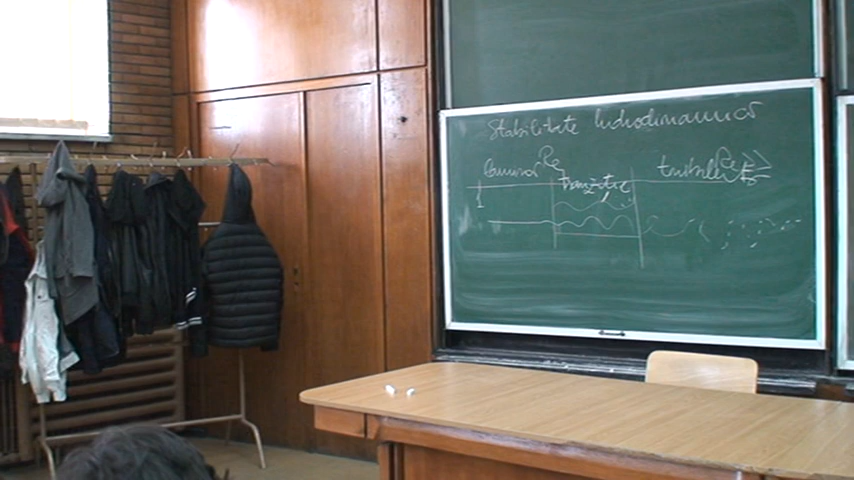 Stabilitate hidrodinamică
laminar Re tranziție turbulent Re >>